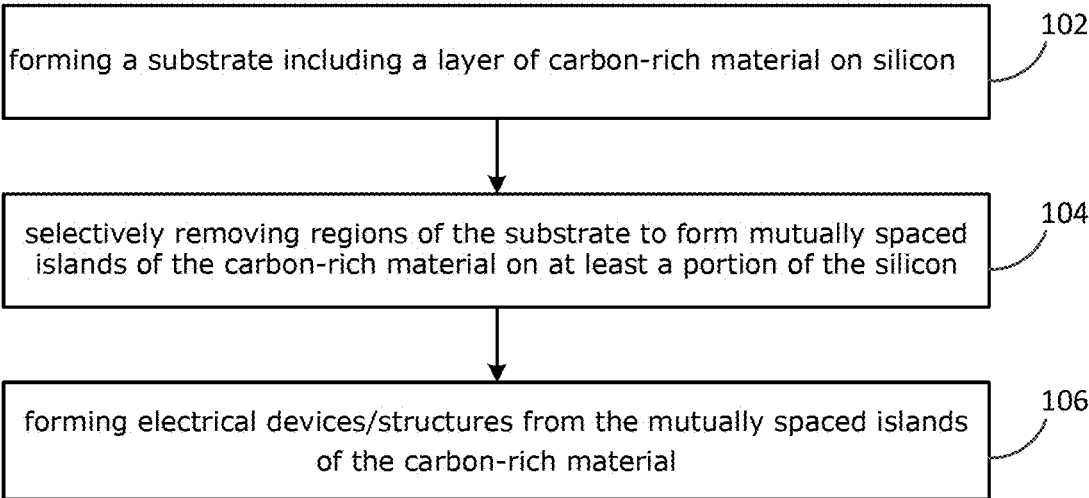 102
forming a substrate including a layer of carbon-rich material on silicon
104
selectively removing regions of the substrate to form mutually spaced
islands of the carbon-rich material on at least a portion of the silicon
106
forming electrical devices/structures from the mutually spaced islands
of the carbon-rich material